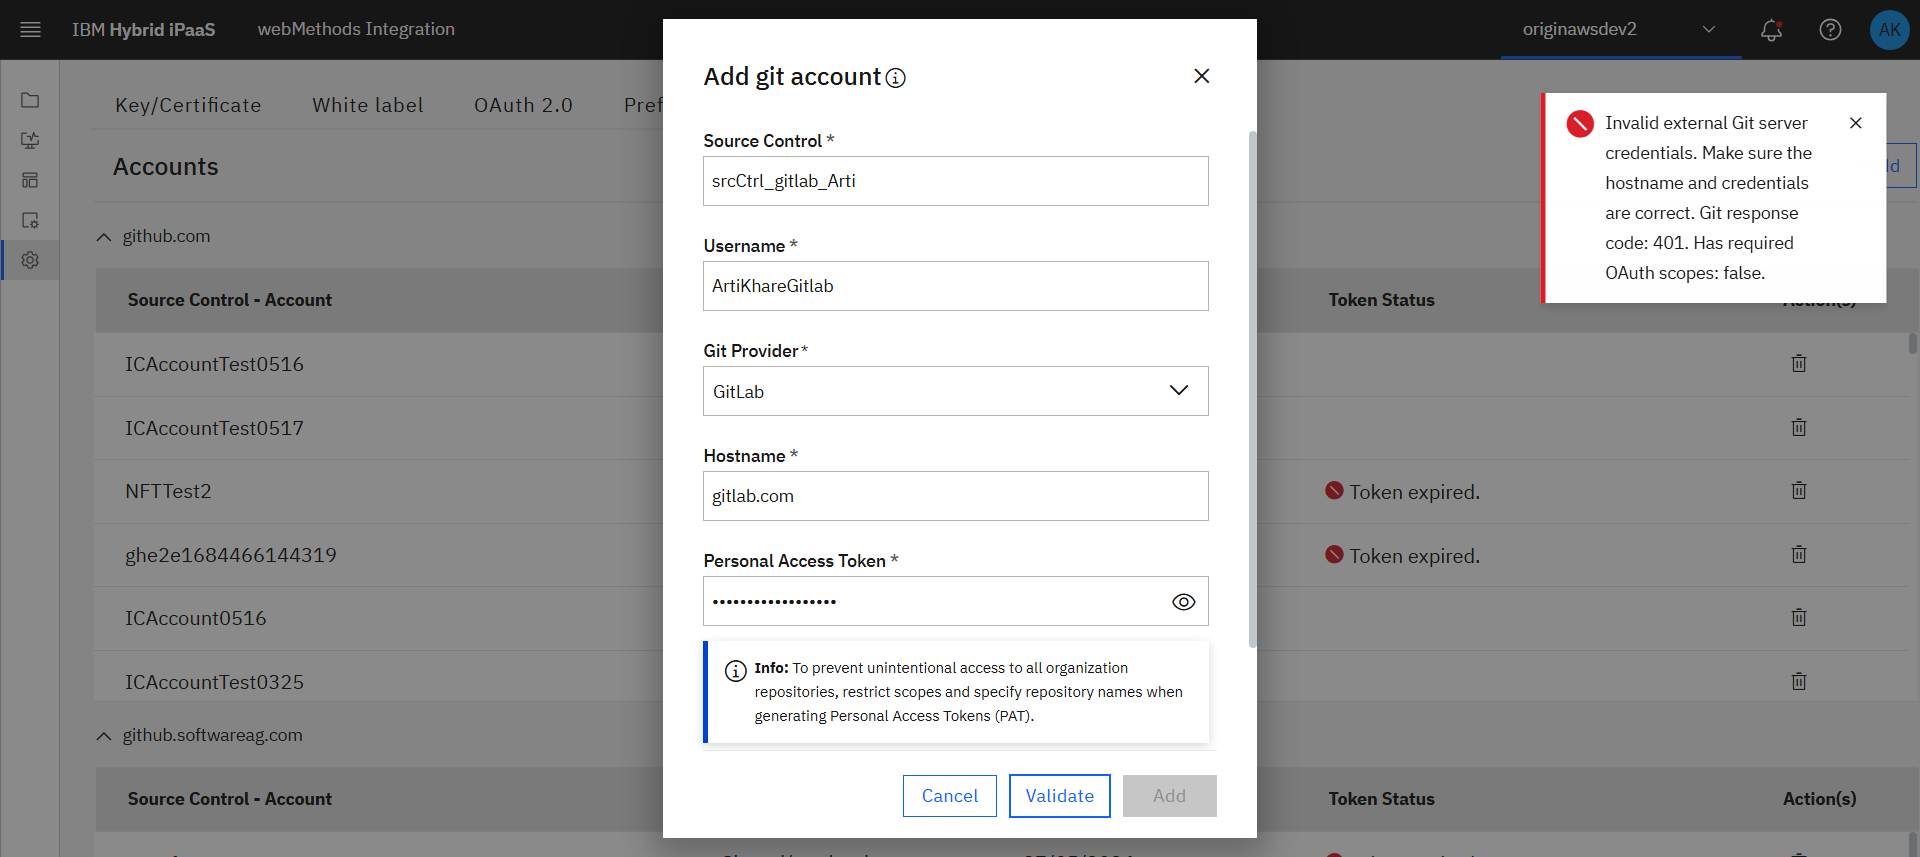 IBM Hybrid iPaaS
webMethods Integration
originawsdev2
AK
Key/Certificate
White label
OAuth 2.0
Pref
Accounts
github.com
Source Control - Account
Token Status
Action(s)
ICAccountTest0516
ICAccountTest0517
NFTTest2
Token expired.
ghe2e1684466144319
Token expired.
ICAccount0516
ICAccountTest0325
github.softwareag.com
Source Control - Account
Token Status
Action(s)
Add git account
Source Control *
srcCtrl_gitlab_Arti
Username *
ArtiKhareGitlab
Git Provider*
GitLab
Hostname *
gitlab.com
Personal Access Token *
••••••••••••••••••
Info: To prevent unintentional access to all organization
repositories, restrict scopes and specify repository names when
generating Personal Access Tokens (PAT).
Cancel
Validate
Add
Invalid external Git server
credentials. Make sure the
hostname and credentials
are correct. Git response
code: 401. Has required
OAuth scopes: false.